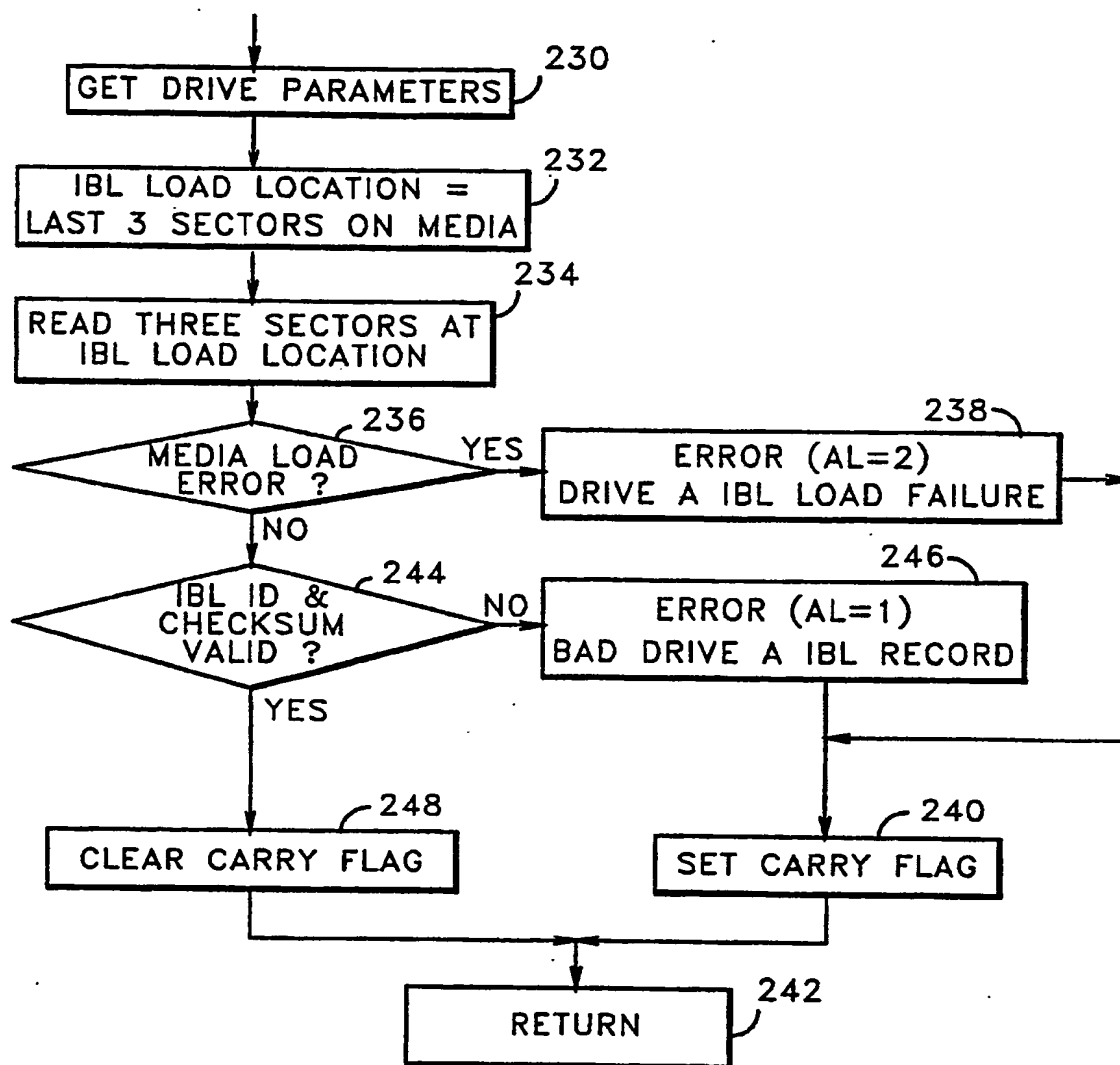 230
GET DRIVE PARAMETERS
232
IBL LOAD LOCATION =
LAST 3 SECTORS ON MEDIA
234
READ THREE SECTORS AT
IBL LOAD LOCATION
236
MEDIA LOAD
ERROR ?
YES
NO
238
ERROR (AL=2)
DRIVE A IBL LOAD FAILURE
244
IBL ID &
CHECKSUM
VALID ?
NO
YES
246
ERROR (AL=1)
BAD DRIVE A IBL RECORD
248
CLEAR CARRY FLAG
240
SET CARRY FLAG
242
RETURN